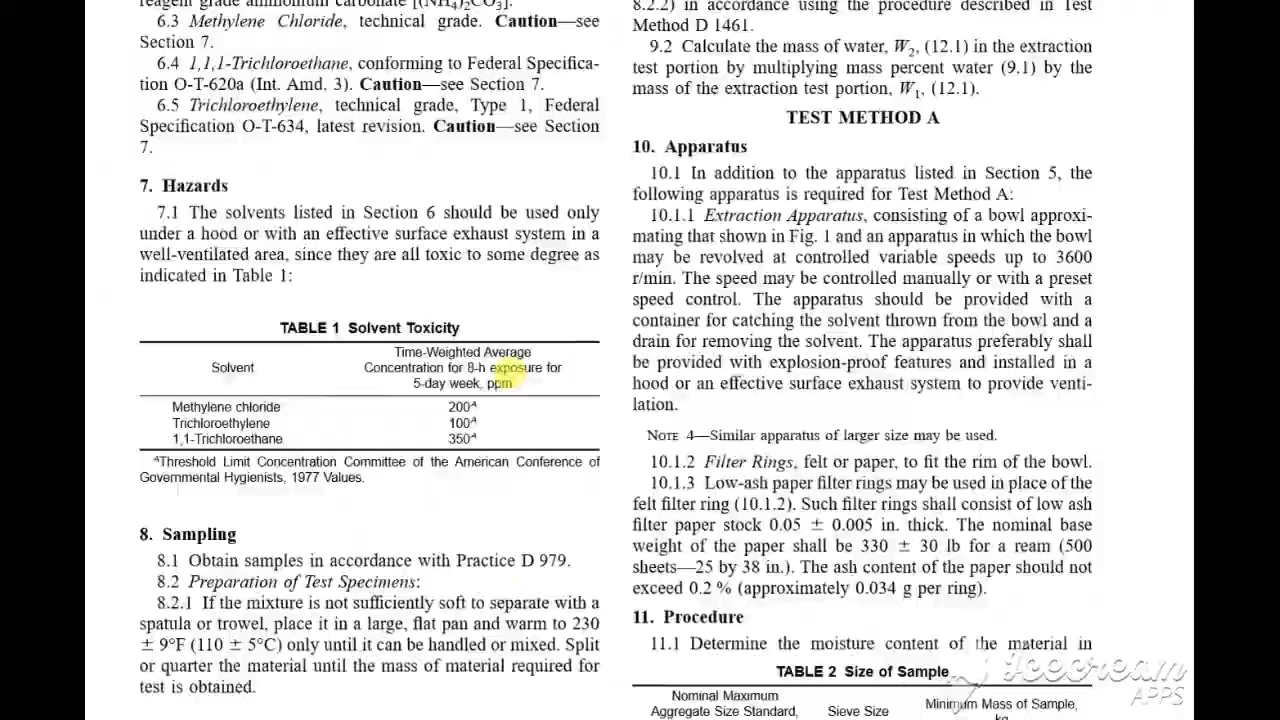 reagent grade ammonium carbonate [(NH4)2CO3].
6.3 Methylene Chloride, technical grade. Caution—see
Section 7.
6.4 1,1,1-Trichloroethane, conforming to Federal Specifica-
tion O-T-620a (Int. Amd. 3). Caution—see Section 7.
6.5 Trichloroethylene, technical grade, Type 1, Federal
Specification O-T-634, latest revision. Caution—see Section
7.
7. Hazards
7.1 The solvents listed in Section 6 should be used only
under a hood or with an effective surface exhaust system in a
well-ventilated area, since they are all toxic to some degree as
indicated in Table 1:
TABLE 1 Solvent Toxicity
Solvent
Time-Weighted Average
Concentration for 8-h exposure for
5-day week, ppm
Methylene chloride 200A
Trichloroethylene 100A
1,1-Trichloroethane 350A
AThreshold Limit Concentration Committee of the American Conference of
Governmental Hygienists, 1977 Values.
8. Sampling
8.1 Obtain samples in accordance with Practice D 979.
8.2 Preparation of Test Specimens:
8.2.1 If the mixture is not sufficiently soft to separate with a
spatula or trowel, place it in a large, flat pan and warm to 230
± 9°F (110 ± 5°C) only until it can be handled or mixed. Split
or quarter the material until the mass of material required for
test is obtained.
8.2.2) in accordance using the procedure described in Test
Method D 1461.
9.2 Calculate the mass of water, W2, (12.1) in the extraction
test portion by multiplying mass percent water (9.1) by the
mass of the extraction test portion, W1, (12.1).
TEST METHOD A
10. Apparatus
10.1 In addition to the apparatus listed in Section 5, the
following apparatus is required for Test Method A:
10.1.1 Extraction Apparatus, consisting of a bowl approxi-
mating that shown in Fig. 1 and an apparatus in which the bowl
may be revolved at controlled variable speeds up to 3600
r/min. The speed may be controlled manually or with a preset
speed control. The apparatus should be provided with a
container for catching the solvent thrown from the bowl and a
drain for removing the solvent. The apparatus preferably shall
be provided with explosion-proof features and installed in a
hood or an effective surface exhaust system to provide venti-
lation.
NOTE 4—Similar apparatus of larger size may be used.
10.1.2 Filter Rings, felt or paper, to fit the rim of the bowl.
10.1.3 Low-ash paper filter rings may be used in place of the
felt filter ring (10.1.2). Such filter rings shall consist of low ash
filter paper stock 0.05 ± 0.005 in. thick. The nominal base
weight of the paper shall be 330 ± 30 lb for a ream (500
sheets—25 by 38 in.). The ash content of the paper should not
exceed 0.2 % (approximately 0.034 g per ring).
11. Procedure
11.1 Determine the moisture content of the material in
TABLE 2 Size of Sample
Nominal Maximum
Aggregate Size Standard,
Sieve Size
Minimum Mass of Sample,
kg
Icecream
APPS